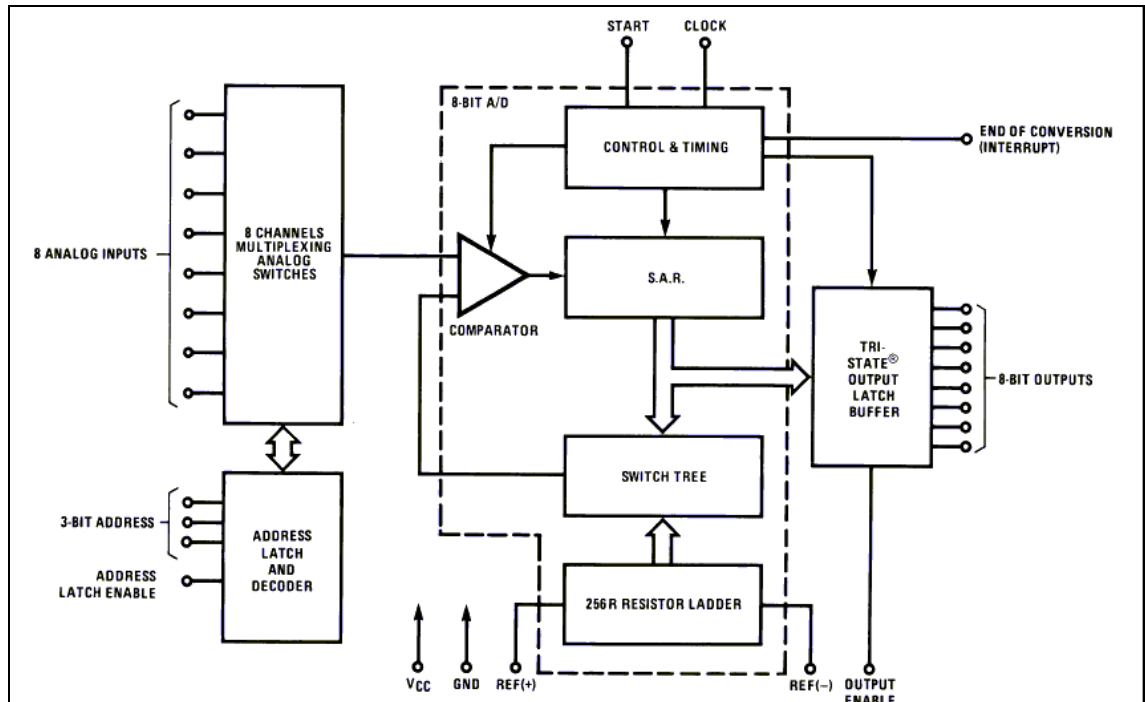 START
CLOCK
8-BIT A/D
CONTROL & TIMING
END OF CONVERSION
(INTERRUPT)
8 ANALOG INPUTS
8 CHANNELS
MULTIPLEXING
ANALOG
SWITCHES
S.A.R.
COMPARATOR
TRI-
STATE®
OUTPUT
LATCH
BUFFER
8-BIT OUTPUTS
SWITCH TREE
3-BIT ADDRESS
ADDRESS
LATCH ENABLE
ADDRESS
LATCH
AND
DECODER
256R RESISTOR LADDER
VCC
GND
REF(+)
REF(−)
OUTPUT
ENABLE